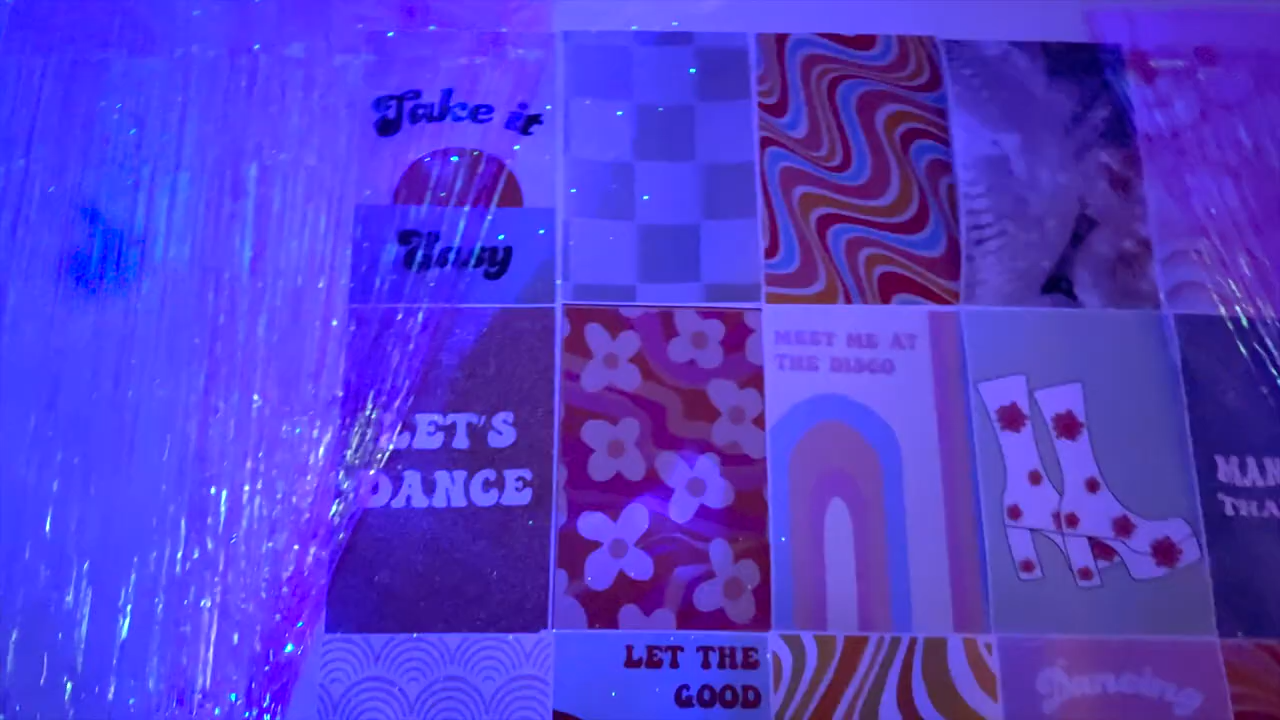 Take it
Easy
LET'S
DANCE
MEET ME AT
THE DISCO
LET THE
GOOD
Dancing